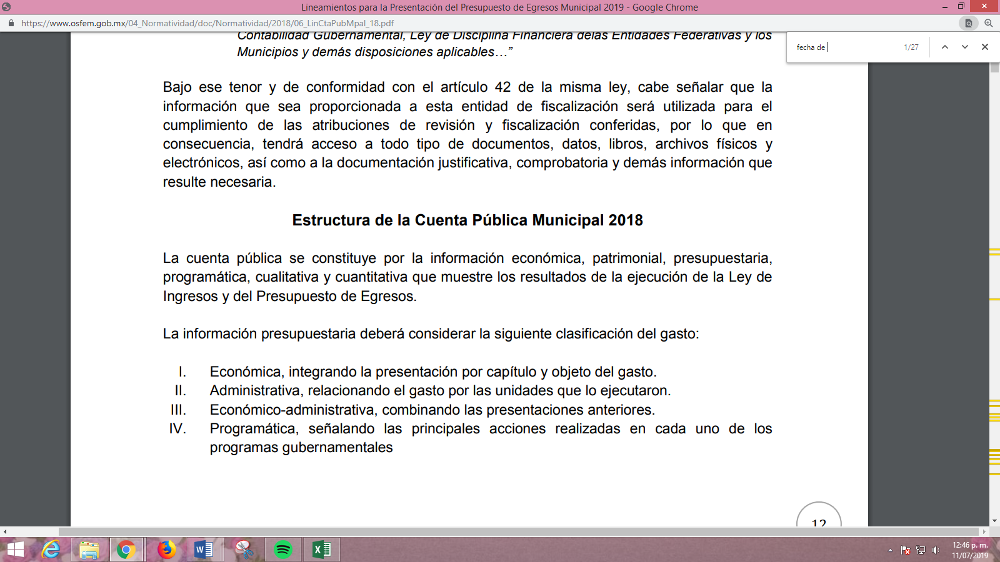 Lineamientos para la Presentación del Presupuesto de Egresos Municipal 2019 - Google Chrome
https://www.osfem.gob.mx/04_Normatividad/doc/Normatividad/2018/06_LinCtaPubMpal_18.pdf
fecha de
1/27
Contabilidad Gubernamental, Ley de Disciplina Financiera delas Entidades Federativas y los
Municipios y demás disposiciones aplicables…”
Bajo ese tenor y de conformidad con el artículo 42 de la misma ley, cabe señalar que la
información que sea proporcionada a esta entidad de fiscalización será utilizada para el
cumplimiento de las atribuciones de revisión y fiscalización conferidas, por lo que en
consecuencia, tendrá acceso a todo tipo de documentos, datos, libros, archivos físicos y
electrónicos, así como a la documentación justificativa, comprobatoria y demás información que
resulte necesaria.
Estructura de la Cuenta Pública Municipal 2018
La cuenta pública se constituye por la información económica, patrimonial, presupuestaria,
programática, cualitativa y cuantitativa que muestre los resultados de la ejecución de la Ley de
Ingresos y del Presupuesto de Egresos.
La información presupuestaria deberá considerar la siguiente clasificación del gasto:
I. Económica, integrando la presentación por capítulo y objeto del gasto.
II. Administrativa, relacionando el gasto por las unidades que lo ejecutaron.
III. Económico-administrativa, combinando las presentaciones anteriores.
IV. Programática, señalando las principales acciones realizadas en cada uno de los
programas gubernamentales
12
12:46 p. m.
11/07/2019